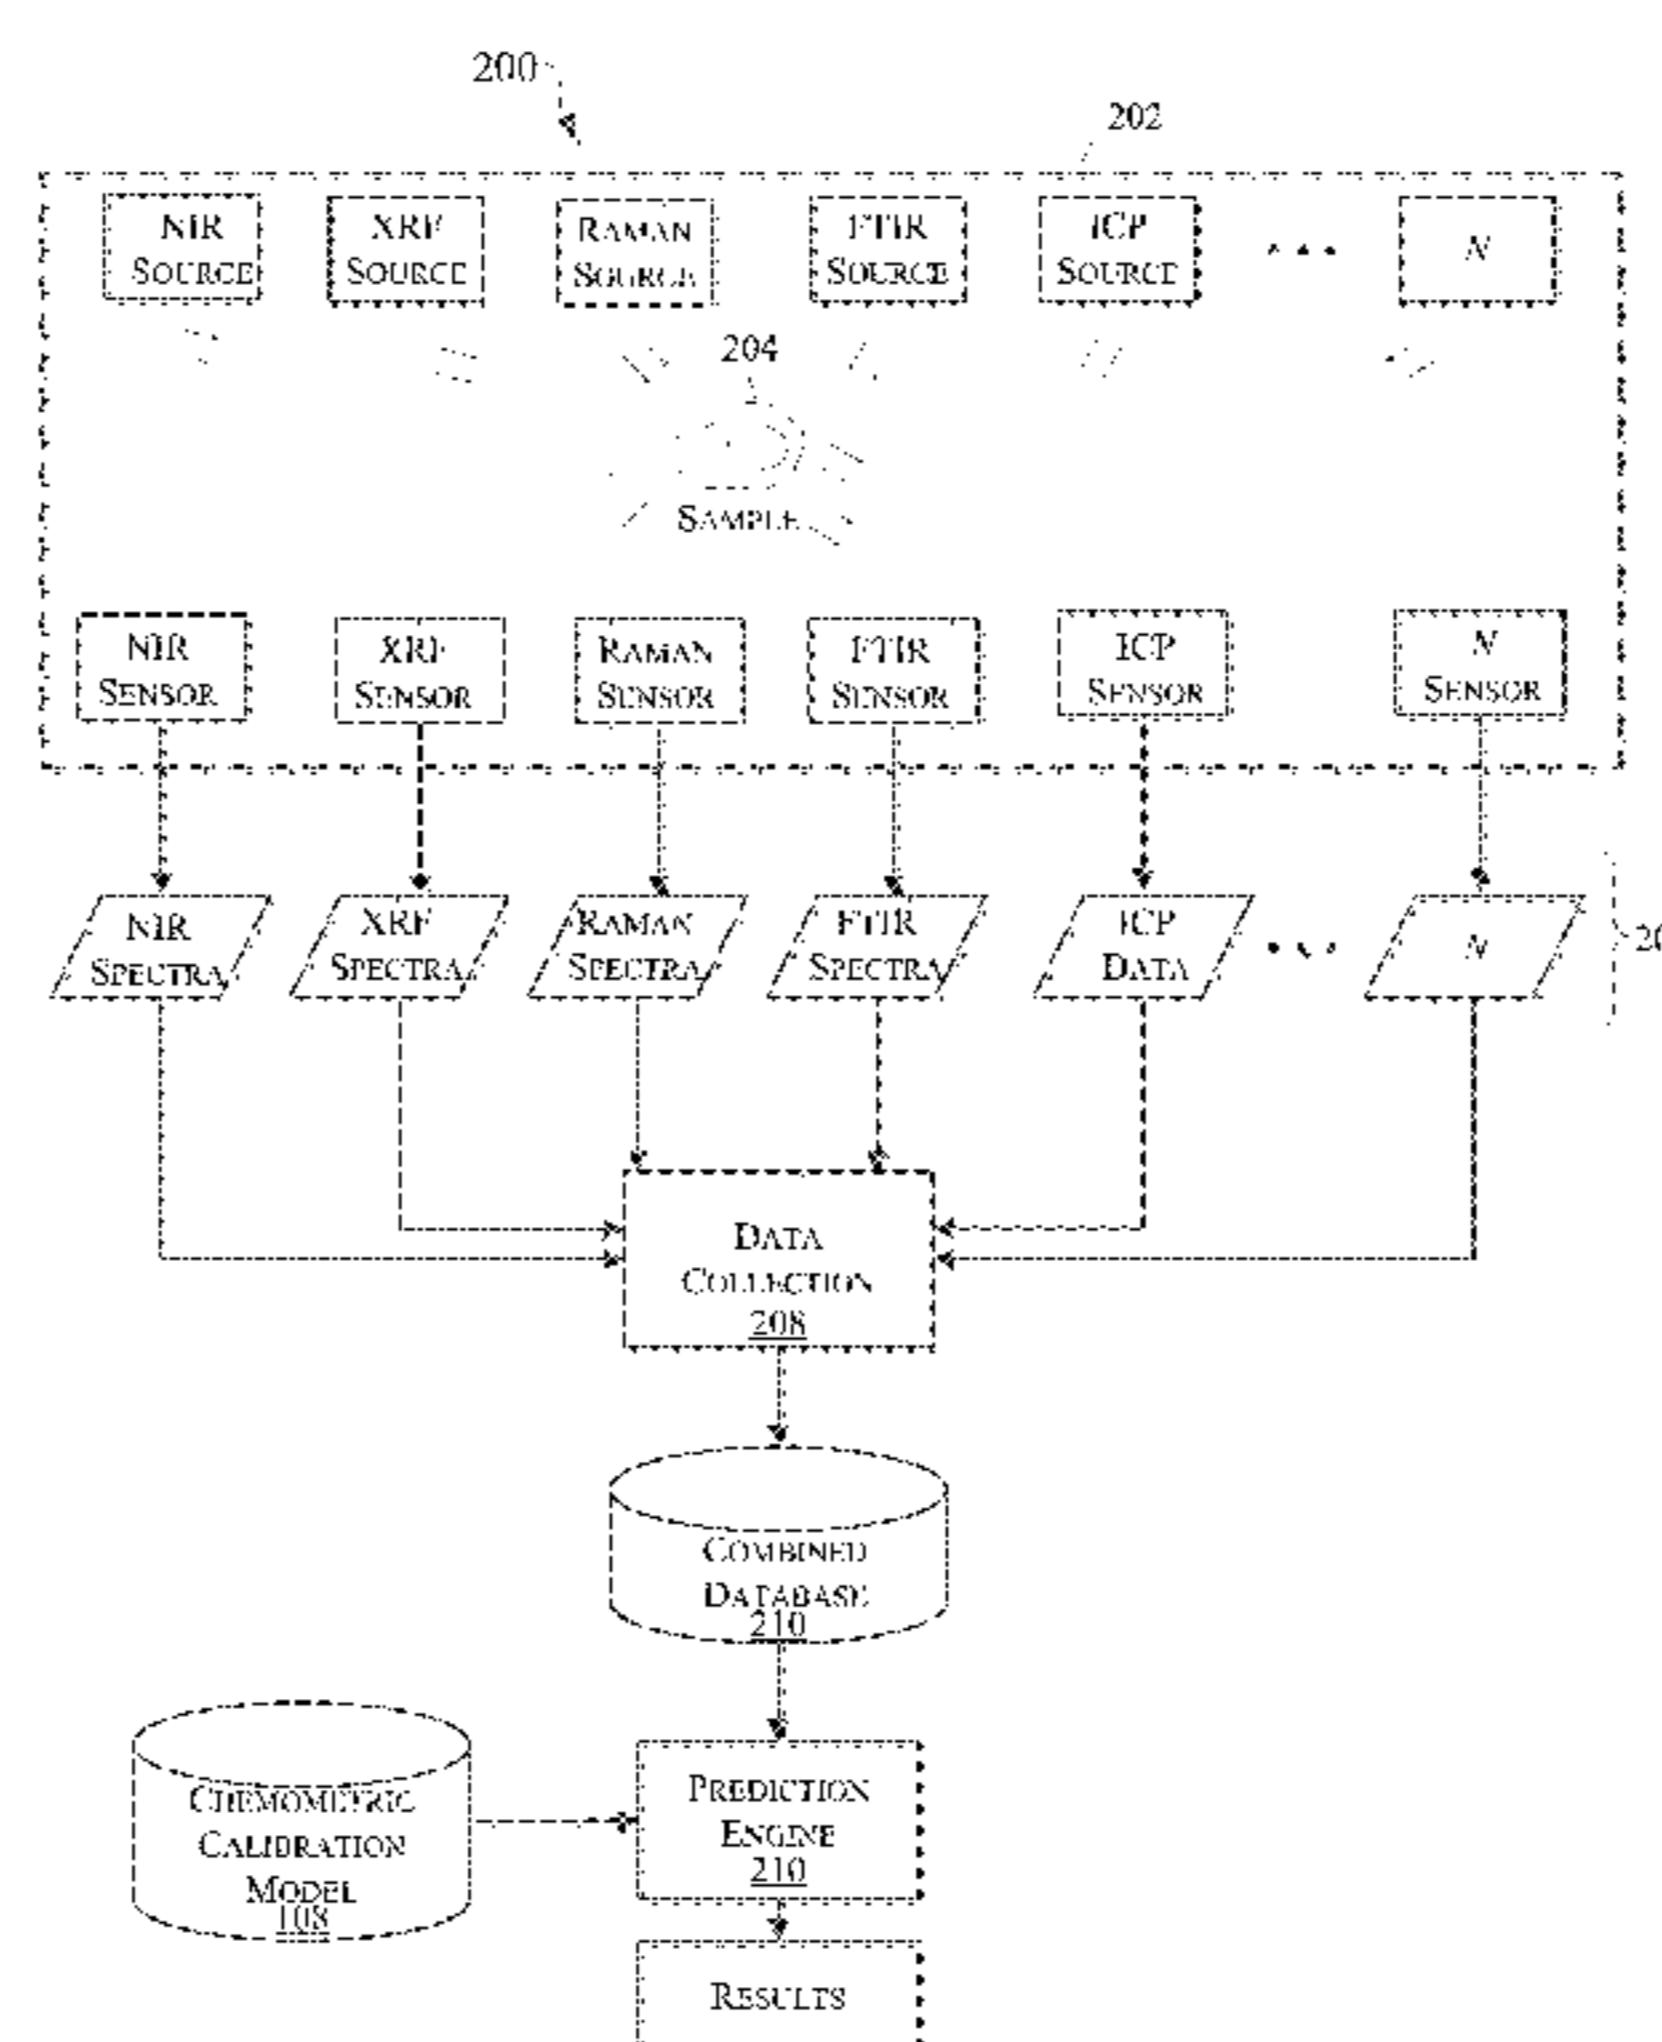 200
202
NIR
SOURCE
XRF
SOURCE
RAMAN
SOURCE
FTIR
SOURCE
ICP
SOURCE
...
N
204
SAMPLE
NIR
SENSOR
XRF
SENSOR
RAMAN
SENSOR
FTIR
SENSOR
ICP
SENSOR
N
SENSOR
NIR
SPECTRA
XRF
SPECTRA
RAMAN
SPECTRA
FTIR
SPECTRA
ICP
DATA
...
N
DATA
COLLECTION
208
COMBINED
DATABASE
210
CHEMOMETRIC
CALIBRATION
MODEL
108
PREDICTION
ENGINE
210
RESULTS